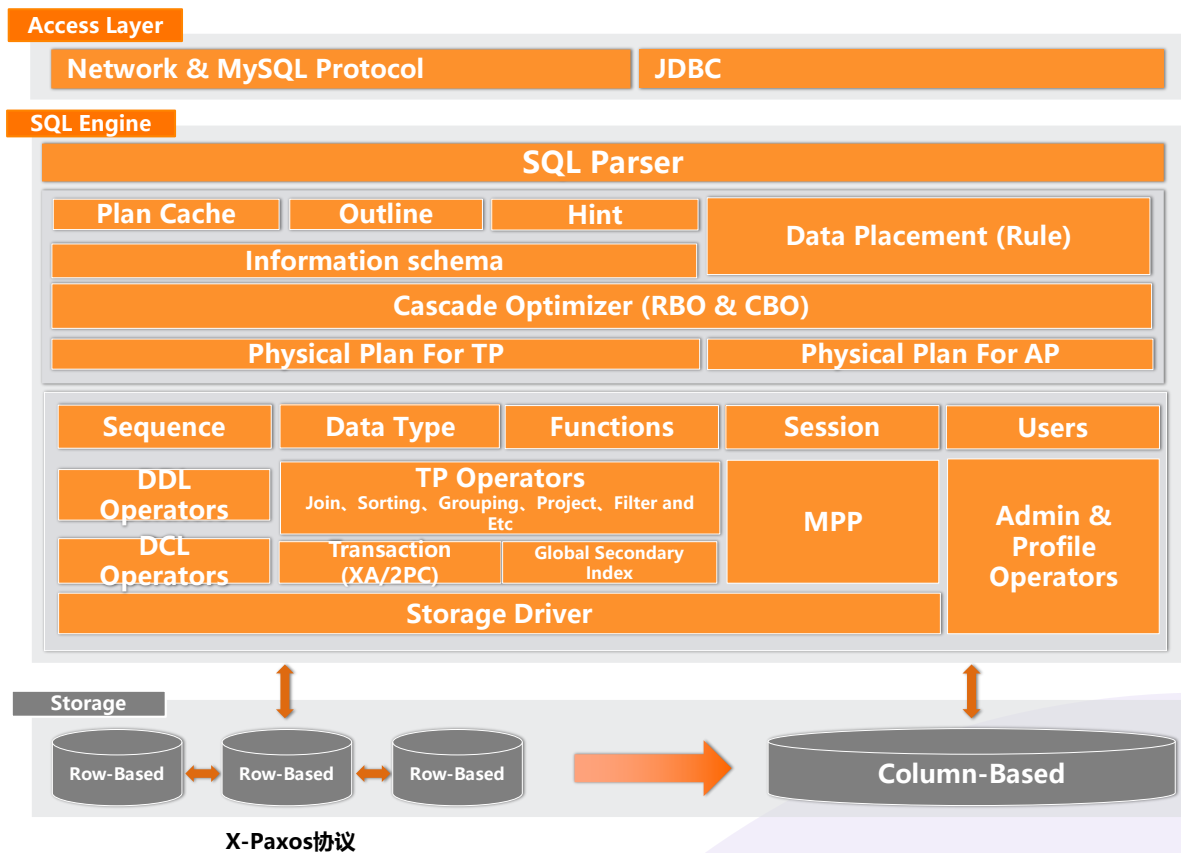 Access Layer
Network & MySQL Protocol
JDBC
SQL Engine
SQL Parser
Plan Cache
Outline
Hint
Data Placement (Rule)
Information schema
Cascade Optimizer (RBO & CBO)
Physical Plan For TP
Physical Plan For AP
Sequence
Data Type
Functions
Session
Users
DDL
Operators
TP Operators
Join、Sorting、Grouping、Project、Filter and
Etc
MPP
Admin &
Profile
Operators
DCL
Operators
Transaction
(XA/2PC)
Global Secondary
Index
Storage Driver
Storage
Row-Based
Row-Based
Row-Based
Column-Based
X-Paxos协议